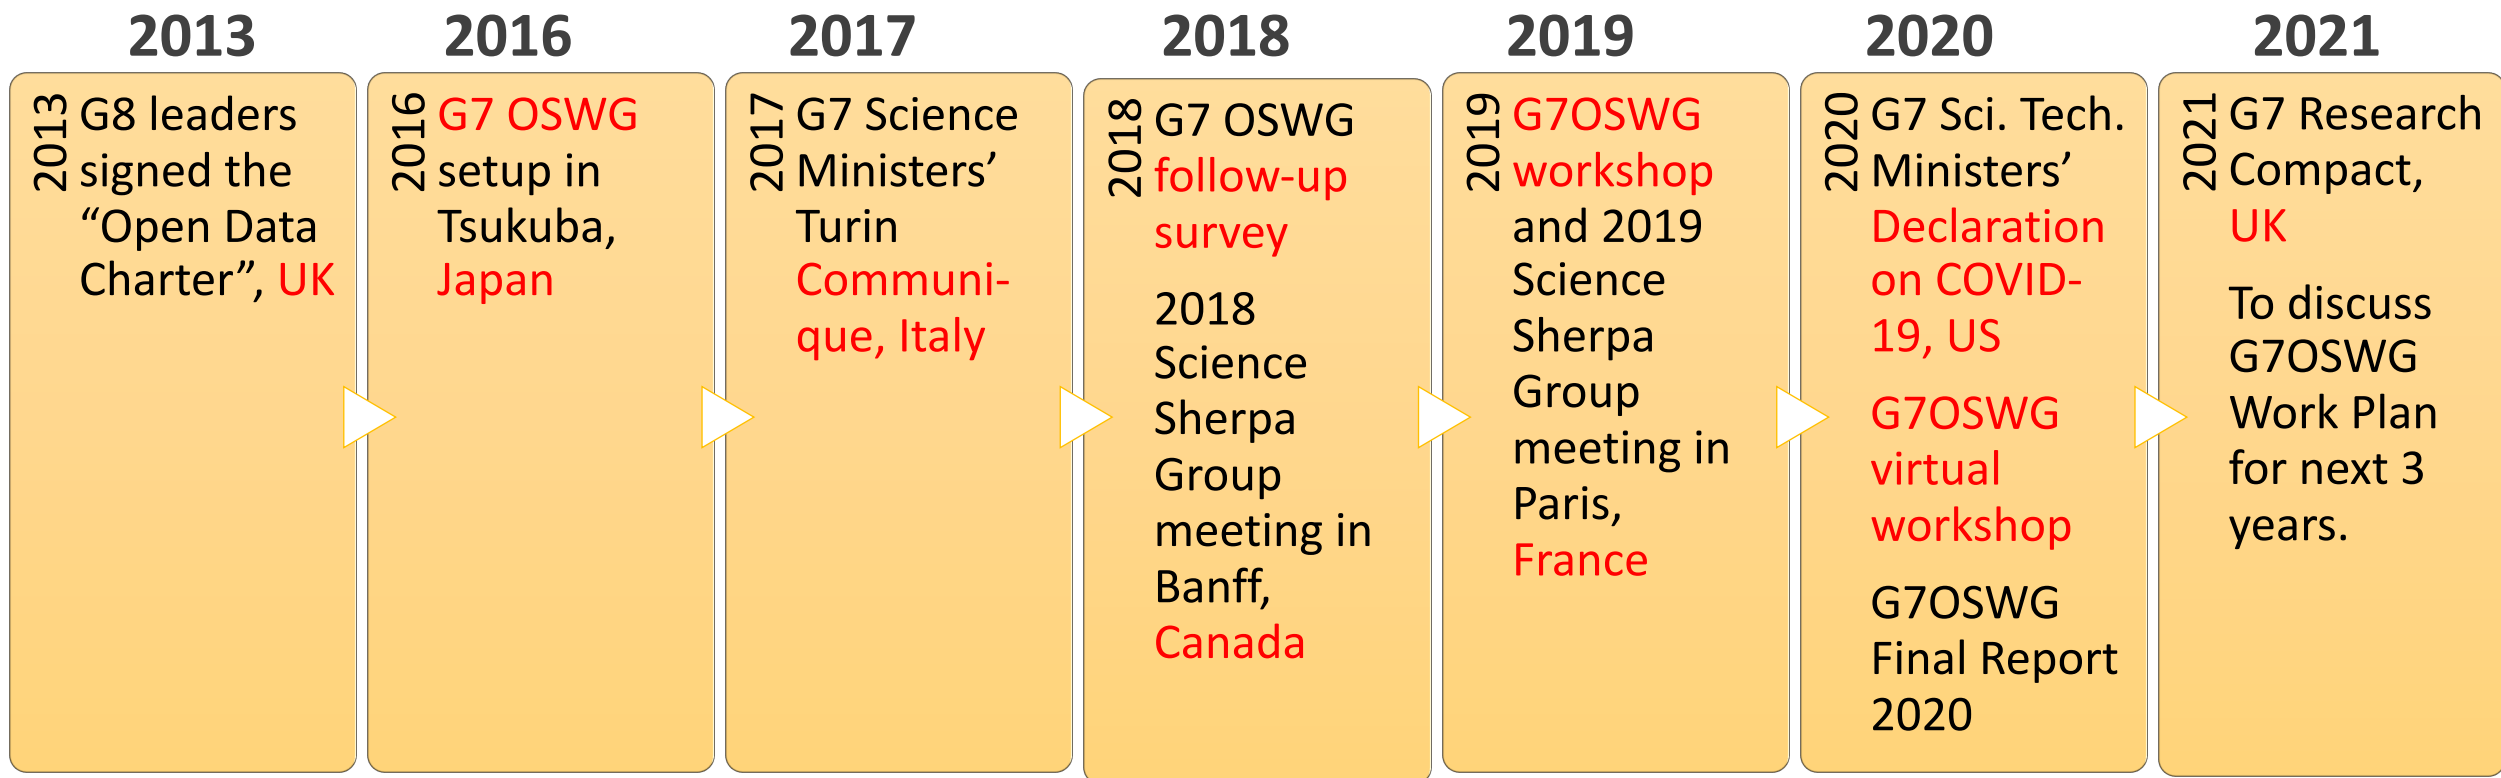 2013
2016
2017
2018
2019
2020
2021
2013
G8 leaders
signed the
“Open Data
Charter”, UK
2016
G7 OSWG
setup in
Tsukuba,
Japan
2017
G7 Science
Ministers’
Turin
Communi-
que, Italy
2018
G7 OSWG
follow-up
survey
2018
Science
Sherpa
Group
meeting in
Banff,
Canada
2019
G7OSWG
workshop
and 2019
Science
Sherpa
Group
meeting in
Paris,
France
2020
G7 Sci. Tech.
Ministers’
Declaration
on COVID-
19, US
G7OSWG
virtual
workshop
G7OSWG
Final Report
2020
2021
G7 Research
Compact,
UK
To discuss
G7OSWG
Work Plan
for next 3
years.